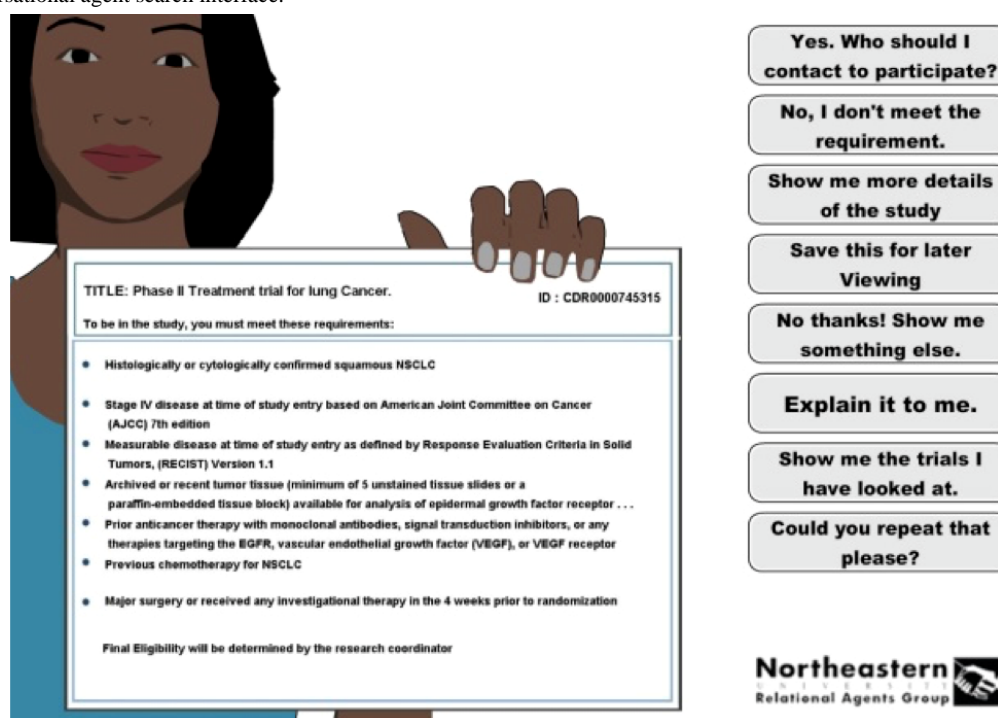 sational agent search interface.
TITLE: Phase II Treatment trial for lung Cancer.
ID : CDR0000745315
To be in the study, you must meet these requirements:
Histologically or cytologically confirmed squamous NSCLC
Stage IV disease at time of study entry based on American Joint Committee on Cancer
(AJCC) 7th edition
Measurable disease at time of study entry as defined by Response Evaluation Criteria in Solid
Tumors, (RECIST) Version 1.1
Archived or recent tumor tissue (minimum of 5 unstained tissue slides or a
paraffin-embedded tissue block) available for analysis of epidermal growth factor receptor . . .
Prior anticancer therapy with monoclonal antibodies, signal transduction inhibitors, or any
therapies targeting the EGFR, vascular endothelial growth factor (VEGF), or VEGF receptor
Previous chemotherapy for NSCLC
Major surgery or received any investigational therapy in the 4 weeks prior to randomization
Final Eligibility will be determined by the research coordinator
Yes. Who should I
contact to participate?
No, I don't meet the
requirement.
Show me more details
of the study
Save this for later
Viewing
No thanks! Show me
something else.
Explain it to me.
Show me the trials I
have looked at.
Could you repeat that
please?
Northeastern
UNIVERSITY
Relational Agents Group